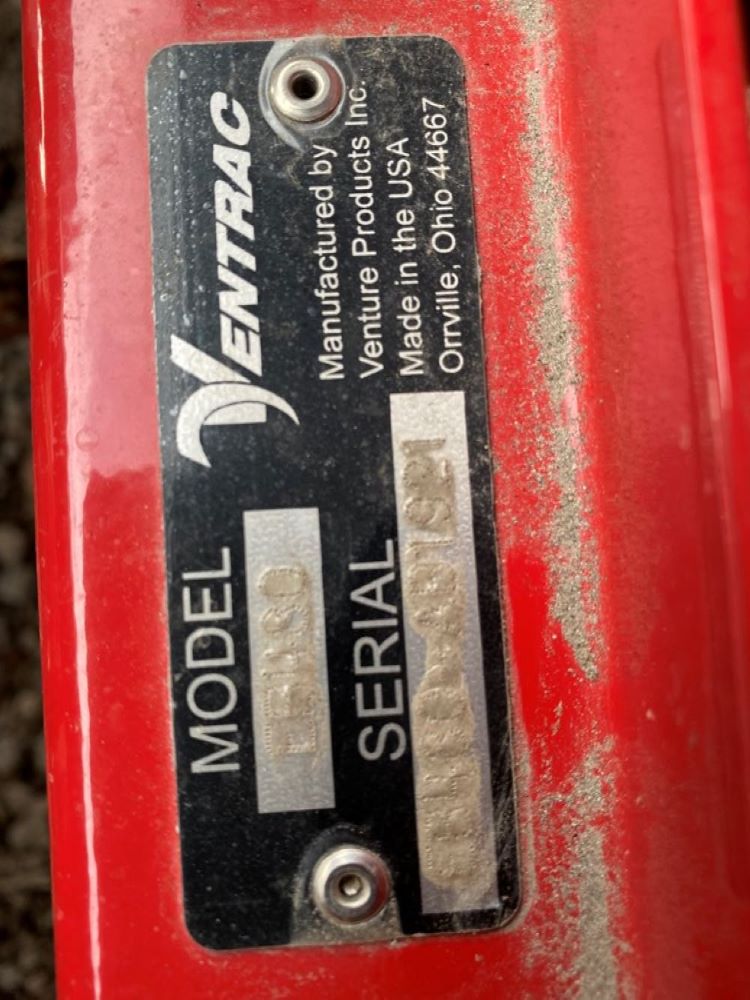 VENTRAC
Manufactured by
Venture Products Inc.
Made in the USA
Orrville, Ohio 44667
MODEL
SERIAL